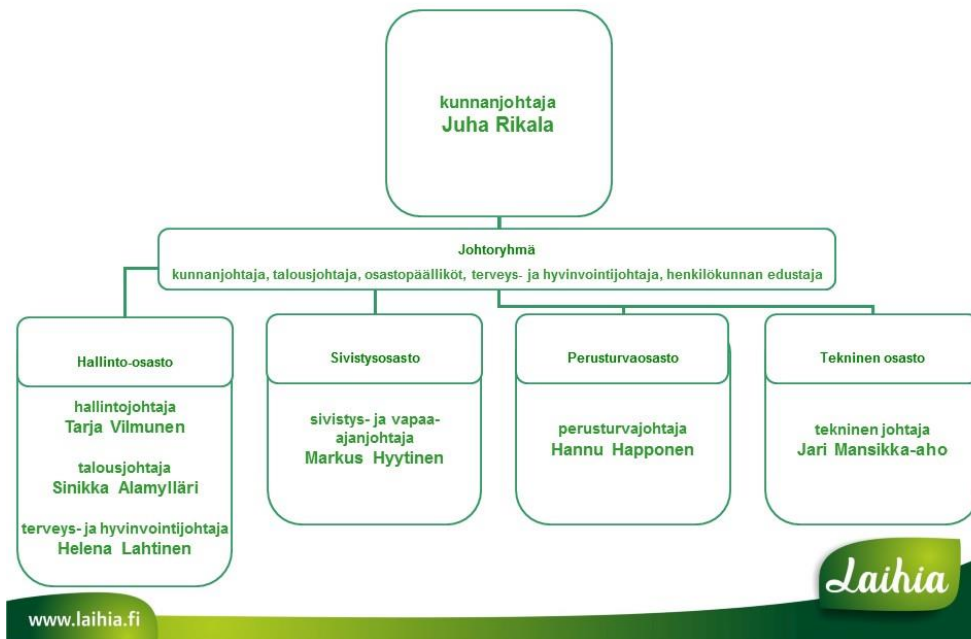 kunnanjohtaja
Juha Rikala
Johtoryhmä
kunnanjohtaja, talousjohtaja, osastopäälliköt, terveys- ja hyvinvointijohtaja, henkilökunnan edustaja
Hallinto-osasto
hallintojohtaja
Tarja Vilmunen
talousjohtaja
Sinikka Alamylläri
terveys- ja hyvinvointijohtaja
Helena Lahtinen
Sivistysosasto
sivistys- ja vapaa-
ajanjohtaja
Markus Hyytinen
Perusturvaosasto
perusturvajohtaja
Hannu Happonen
Tekninen osasto
tekninen johtaja
Jari Mansikka-aho
Laihia
www.laihia.fi